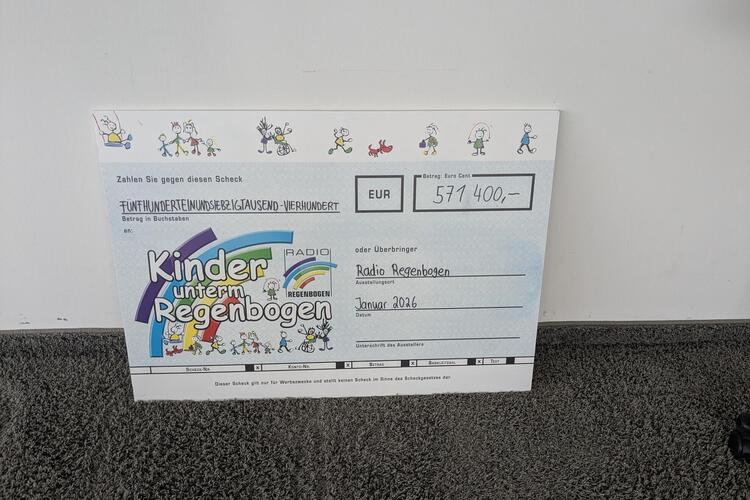 Zahlen Sie gegen diesen Scheck
EUR
Betrag: Euro Cent
571 400,-
FÜNFHUNDERTEINUNDSIEBZIGTAUSEND-VIERHUNDERT
Betrag in Buchstaben
an:
oder Überbringer
Kinder
unterm
Regenbogen
RADIO
REGENBOGEN
Radio Regenbogen
Ausstellungsort
Januar 2026
Datum
Unterschrift des Ausstellers
Scheck-Nr. X Konto-Nr. X Betrag X Bankleitzahl X Text
Dieser Scheck gilt nur für Werbezwecke und stellt keinen Scheck im Sinne des Scheckgesetzes dar.